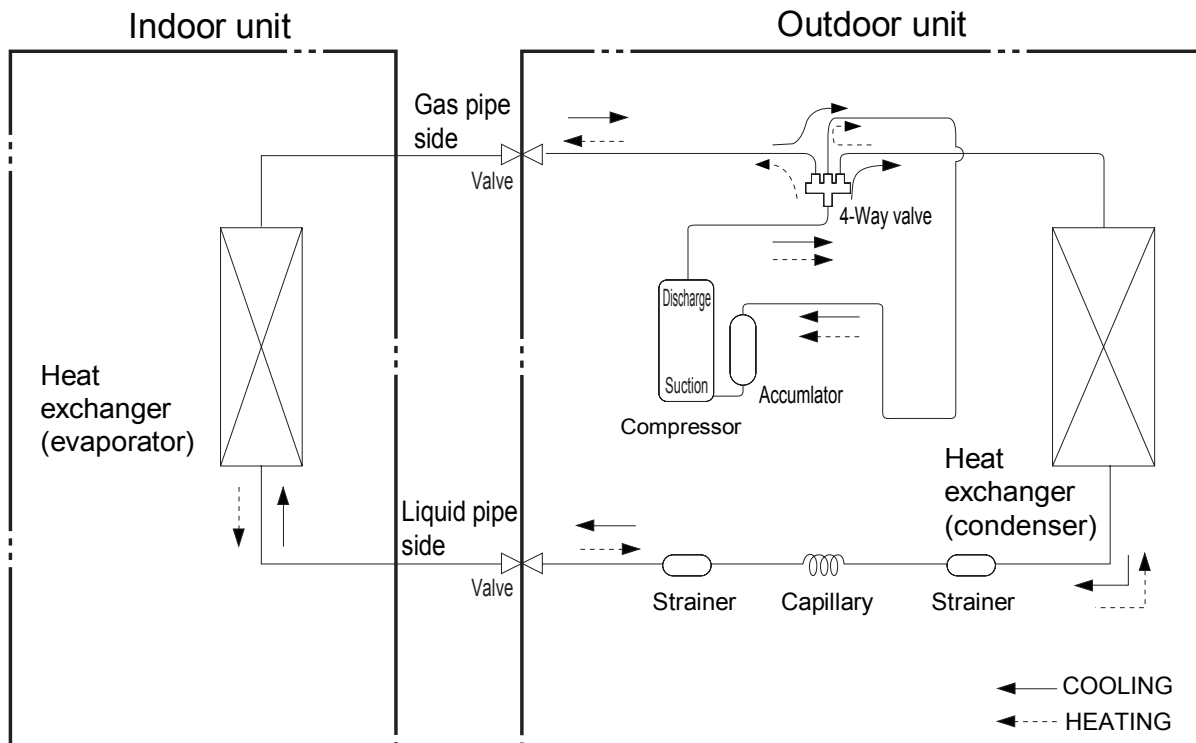 Indoor unit
Outdoor unit
Gas pipe
side
Valve
4-Way valve
Discharge
Suction
Accumlator
Compressor
Heat
exchanger
(evaporator)
Heat
exchanger
(condenser)
Liquid pipe
side
Valve
Strainer
Capillary
Strainer
COOLING
HEATING